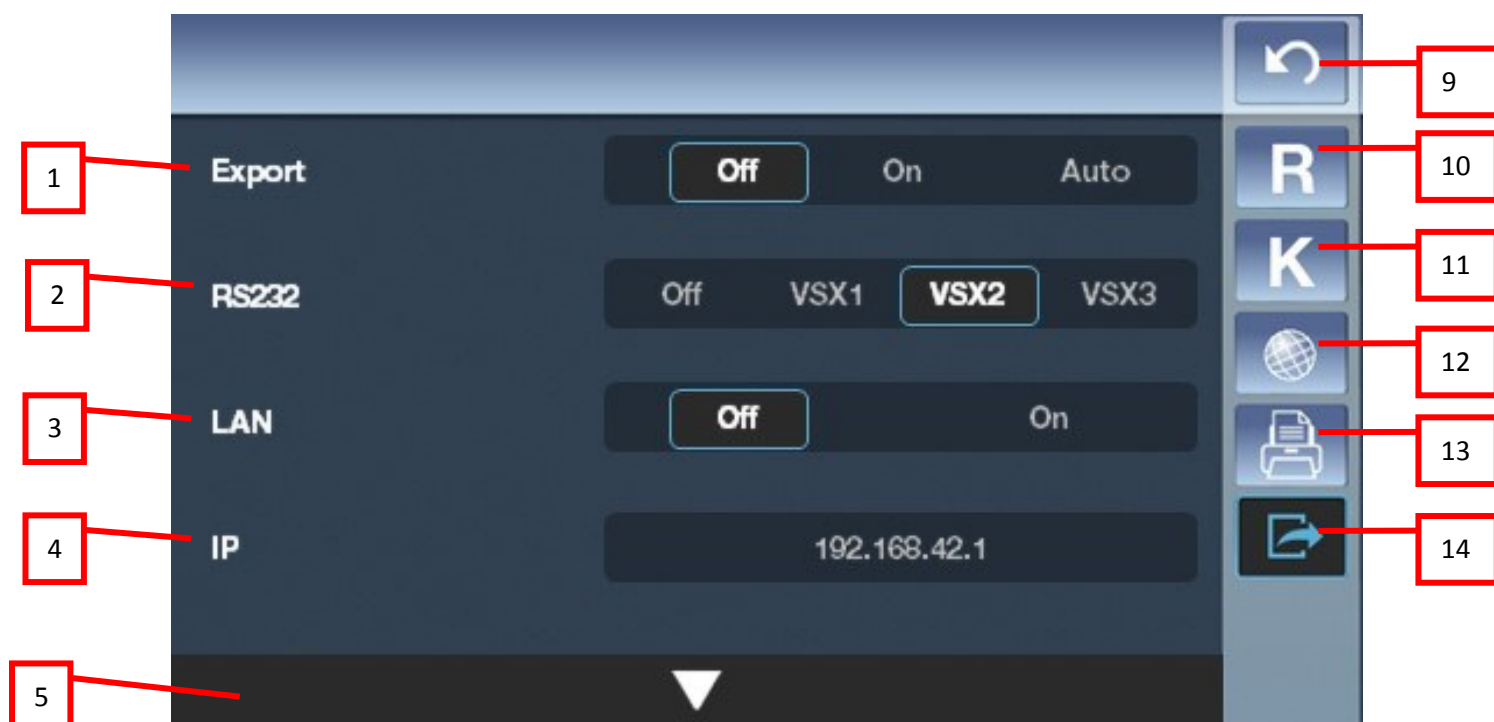 9
1 Export Off On Auto R 10
2 RS232 Off VSX1 VSX2 VSX3 K 11
12
3 LAN Off On 13
4 IP 192.168.42.1 14
5